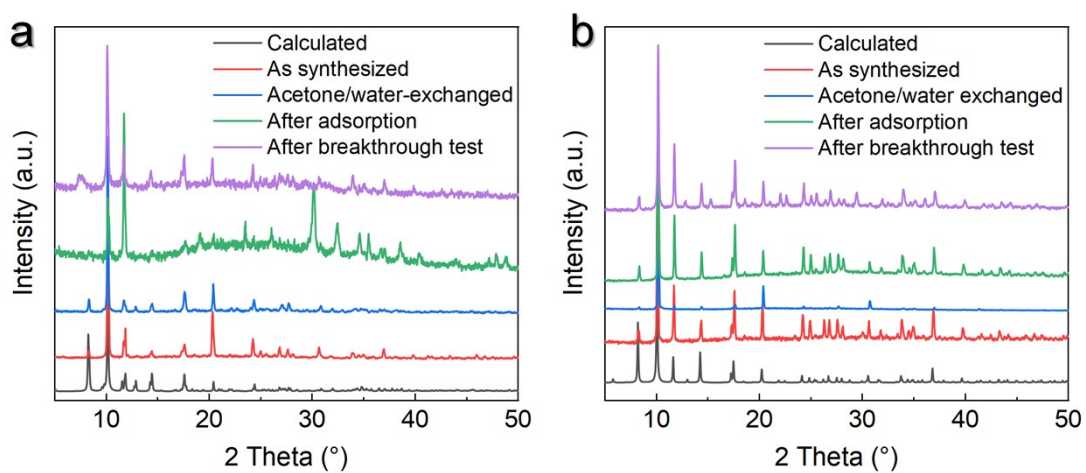 a
Calculated
As synthesized
Acetone/water-exchanged
After adsorption
After breakthrough test
Intensity (a.u.)
10 20 30 40 50
2 Theta (°)
b
Calculated
As synthesized
Acetone/water exchanged
After adsorption
After breakthrough test
Intensity (a.u.)
10 20 30 40 50
2 Theta (°)